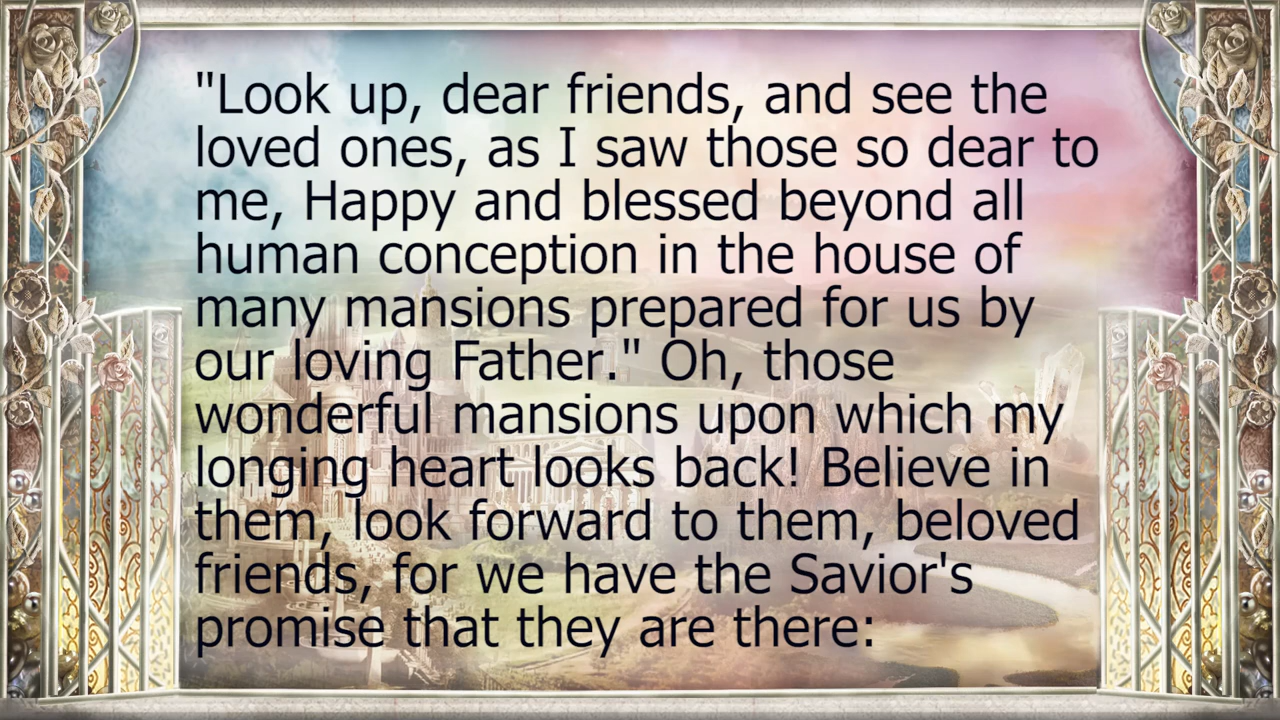 "Look up, dear friends, and see the
loved ones, as I saw those so dear to
me, Happy and blessed beyond all
human conception in the house of
many mansions prepared for us by
our loving Father." Oh, those
wonderful mansions upon which my
longing heart looks back! Believe in
them, look forward to them, beloved
friends, for we have the Savior's
promise that they are there: